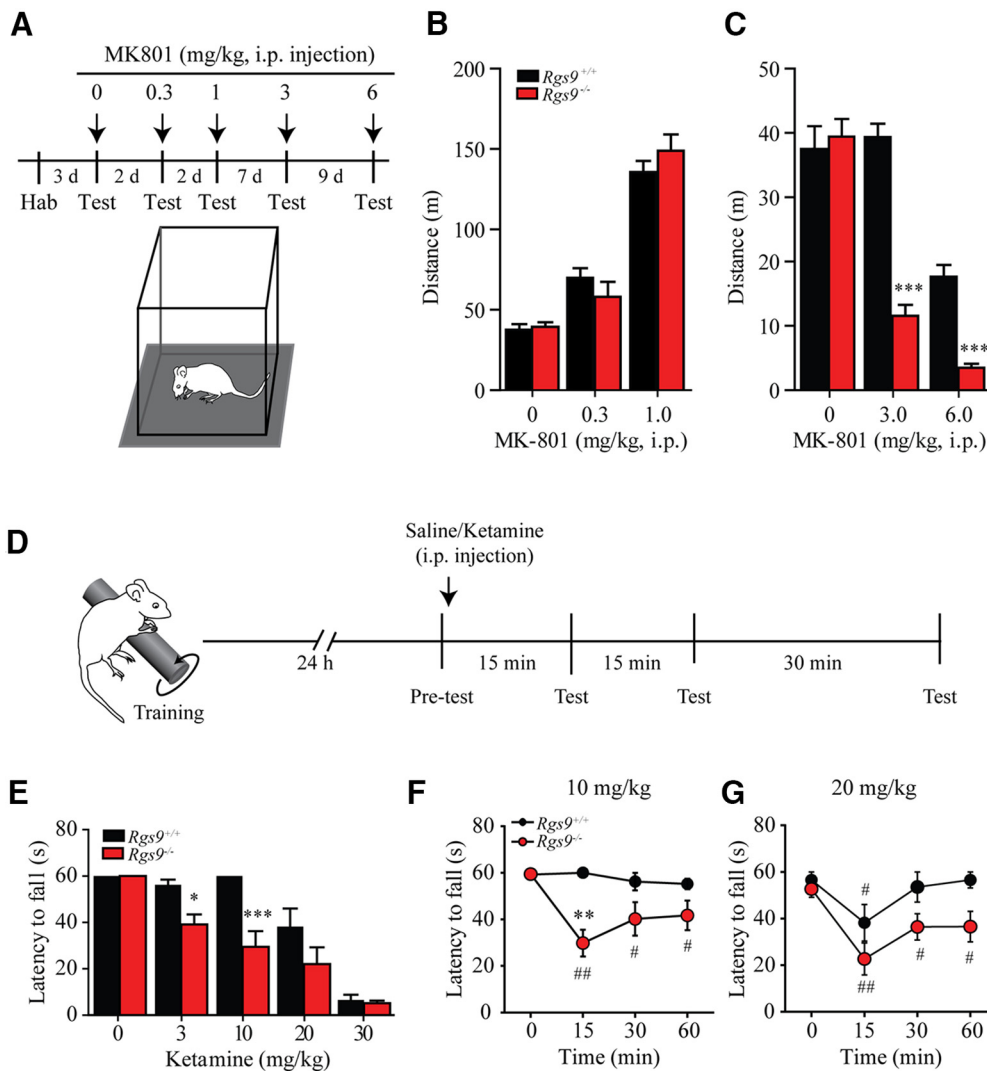 A
MK801 (mg/kg, i.p. injection)
0 0.3 1 3 6
3 d 2 d 2 d 7 d 9 d
Hab Test Test Test Test Test
B
Distance (m)
200
150
100
50
0
Rgs9+/+
Rgs9-/-
0 0.3 1.0
MK-801 (mg/kg, i.p.)
C
Distance (m)
50
40
30
20
10
0
***
***
0 3.0 6.0
MK-801 (mg/kg, i.p.)
D
Saline/Ketamine
(i.p. injection)
24 h 15 min 15 min 30 min
Training
Pre-test Test Test Test
E
Latency to fall (s)
80
60
40
20
0
Rgs9+/+
Rgs9-/-
*
***
0 3 10 20 30
Ketamine (mg/kg)
F
10 mg/kg
Latency to fall (s)
80
60
40
20
0
Rgs9+/+
Rgs9-/-
**
##
#
#
0 15 30 60
Time (min)
G
20 mg/kg
Latency to fall (s)
80
60
40
20
0
#
##
#
#
0 15 30 60
Time (min)